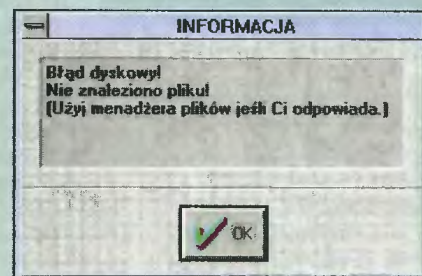 INFORMACJA
Błąd dyskowy!
Nie znaleziono pliku!
(Użyj menadżera plików jeśli Ci odpowiada.)
OK